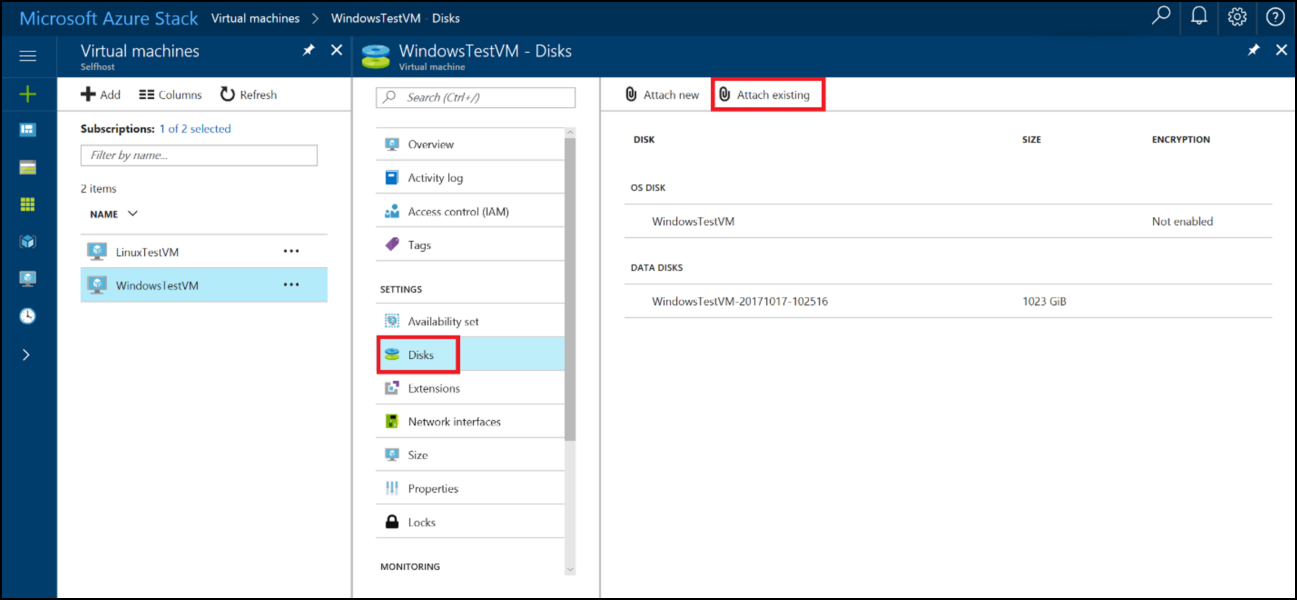 Microsoft Azure Stack Virtual machines > WindowsTestVM - Disks
Virtual machines
Selfhost
Add Columns Refresh
Subscriptions: 1 of 2 selected
Filter by name...
2 items
NAME
LinuxTestVM ...
WindowsTestVM ...
WindowsTestVM - Disks
Virtual machine
Search (Ctrl+/)
Overview
Activity log
Access control (IAM)
Tags
SETTINGS
Availability set
Disks
Extensions
Network interfaces
Size
Properties
Locks
MONITORING
Attach new Attach existing
DISK SIZE ENCRYPTION
OS DISK
WindowsTestVM Not enabled
DATA DISKS
WindowsTestVM-20171017-102516 1023 GiB